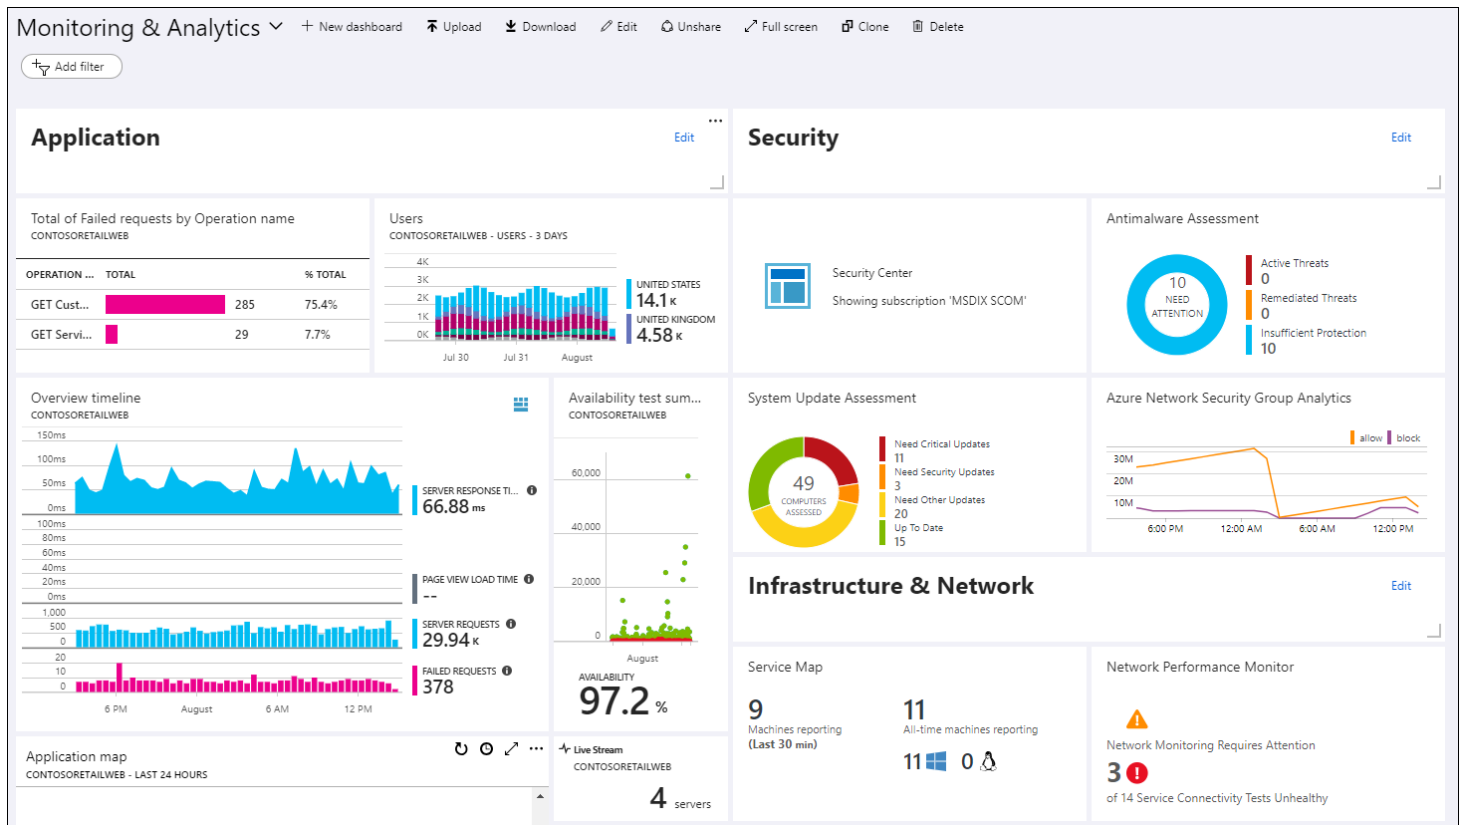 Monitoring & Analytics
New dashboard
Upload
Download
Edit
Unshare
Full screen
Clone
Delete
Add filter
Application
Edit
Total of Failed requests by Operation name
CONTOSORETAILWEB
OPERATION ... TOTAL % TOTAL
GET Cust... 285 75.4%
GET Servi... 29 7.7%
Users
CONTOSORETAILWEB - USERS - 3 DAYS
4K
3K
2K
1K
0K
Jul 30 Jul 31 August
UNITED STATES
14.1 K
UNITED KINGDOM
4.58 K
Overview timeline
CONTOSORETAILWEB
150ms
100ms
50ms
0ms
SERVER RESPONSE TI...
66.88 ms
100ms
80ms
60ms
40ms
20ms
0ms
PAGE VIEW LOAD TIME
--
1,000
500
0
SERVER REQUESTS
29.94 K
20
10
0
FAILED REQUESTS
378
6 PM August 6 AM 12 PM
Availability test sum...
CONTOSORETAILWEB
60,000
40,000
20,000
0
August
AVAILABILITY
97.2 %
Application map
CONTOSORETAILWEB - LAST 24 HOURS
Live Stream
CONTOSORETAILWEB
4 servers
Security
Edit
Security Center
Showing subscription 'MSDIX SCOM'
Antimalware Assessment
10
NEED
ATTENTION
Active Threats
0
Remediated Threats
0
Insufficient Protection
10
System Update Assessment
49
COMPUTERS
ASSESSED
Need Critical Updates
11
Need Security Updates
3
Need Other Updates
20
Up To Date
15
Azure Network Security Group Analytics
allow block
30M
20M
10M
6:00 PM 12:00 AM 6:00 AM 12:00 PM
Infrastructure & Network
Edit
Service Map
9
Machines reporting
(Last 30 min)
11
All-time machines reporting
11 0
Network Performance Monitor
Network Monitoring Requires Attention
3
of 14 Service Connectivity Tests Unhealthy